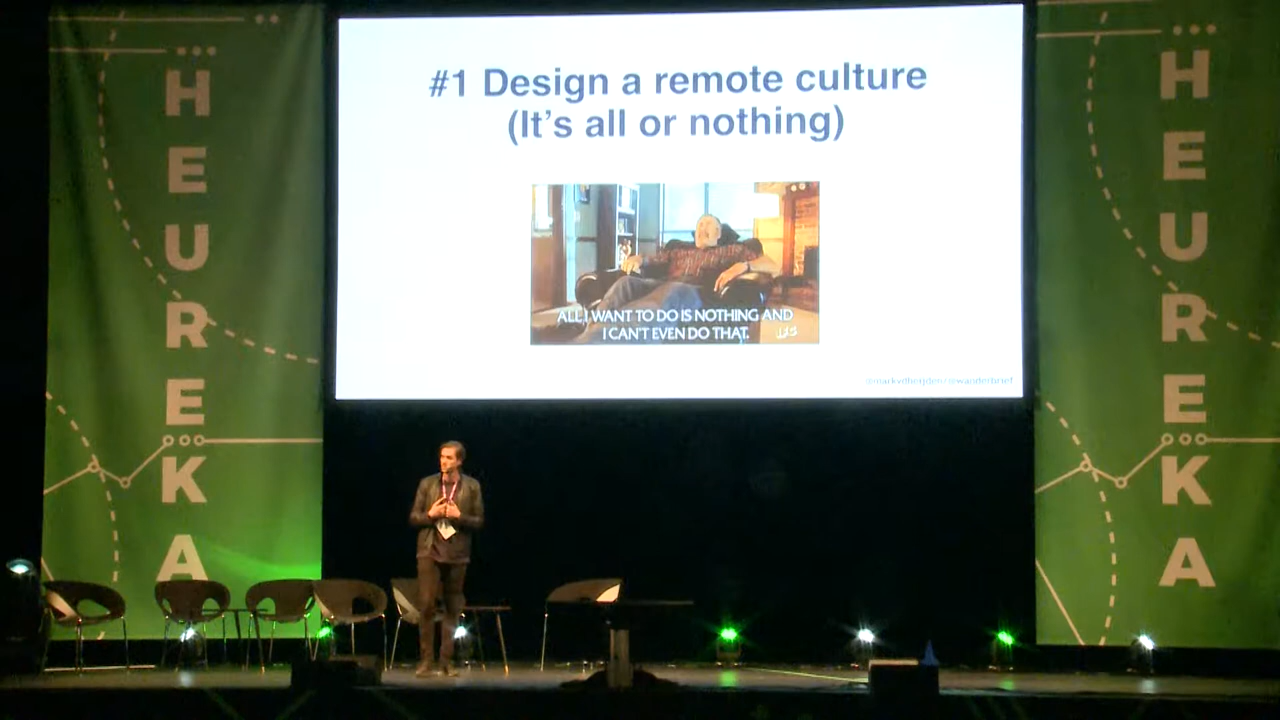 HEUREKA
#1 Design a remote culture
(It's all or nothing)
ALL I WANT TO DO IS NOTHING AND
I CAN'T EVEN DO THAT.
HEUREKA